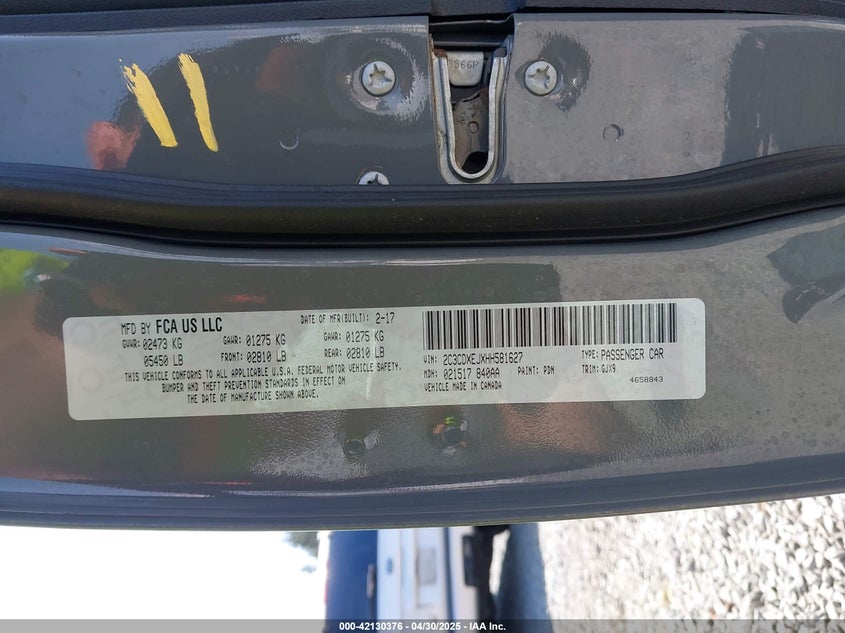 3866P
MFD BY FCA US LLC DATE OF MFR(BUILT): 2-17
GVWR: 02473 KG GAWR: 01275 KG GAWR: 01275 KG
05450 LB FRONT: 02810 LB REAR: 02810 LB
THIS VEHICLE CONFORMS TO ALL APPLICABLE U.S.A. FEDERAL MOTOR VEHICLE SAFETY,
BUMPER AND THEFT PREVENTION STANDARDS IN EFFECT ON
THE DATE OF MANUFACTURE SHOWN ABOVE.
VIN: 2C3CDXEJXHH581627 TYPE: PASSENGER CAR
MDH: 021517 840AA PAINT: PDN TRIM: GJX9
MADE IN CANADA
4658843
000-42130376 - 04/30/2025 - IAA Inc.